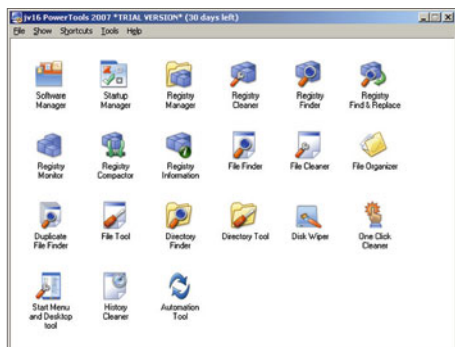 jv16 PowerTools 2007 *TRIAL VERSION* (30 days left)
File Show Shortcuts Tools Help
Software Manager
Startup Manager
Registry Manager
Registry Cleaner
Registry Finder
Registry Find & Replace
Registry Monitor
Registry Compactor
Registry Information
File Finder
File Cleaner
File Organizer
Duplicate File Finder
File Tool
Directory Finder
Directory Tool
Disk Wiper
One Click Cleaner
Start Menu and Desktop tool
History Cleaner
Automation Tool